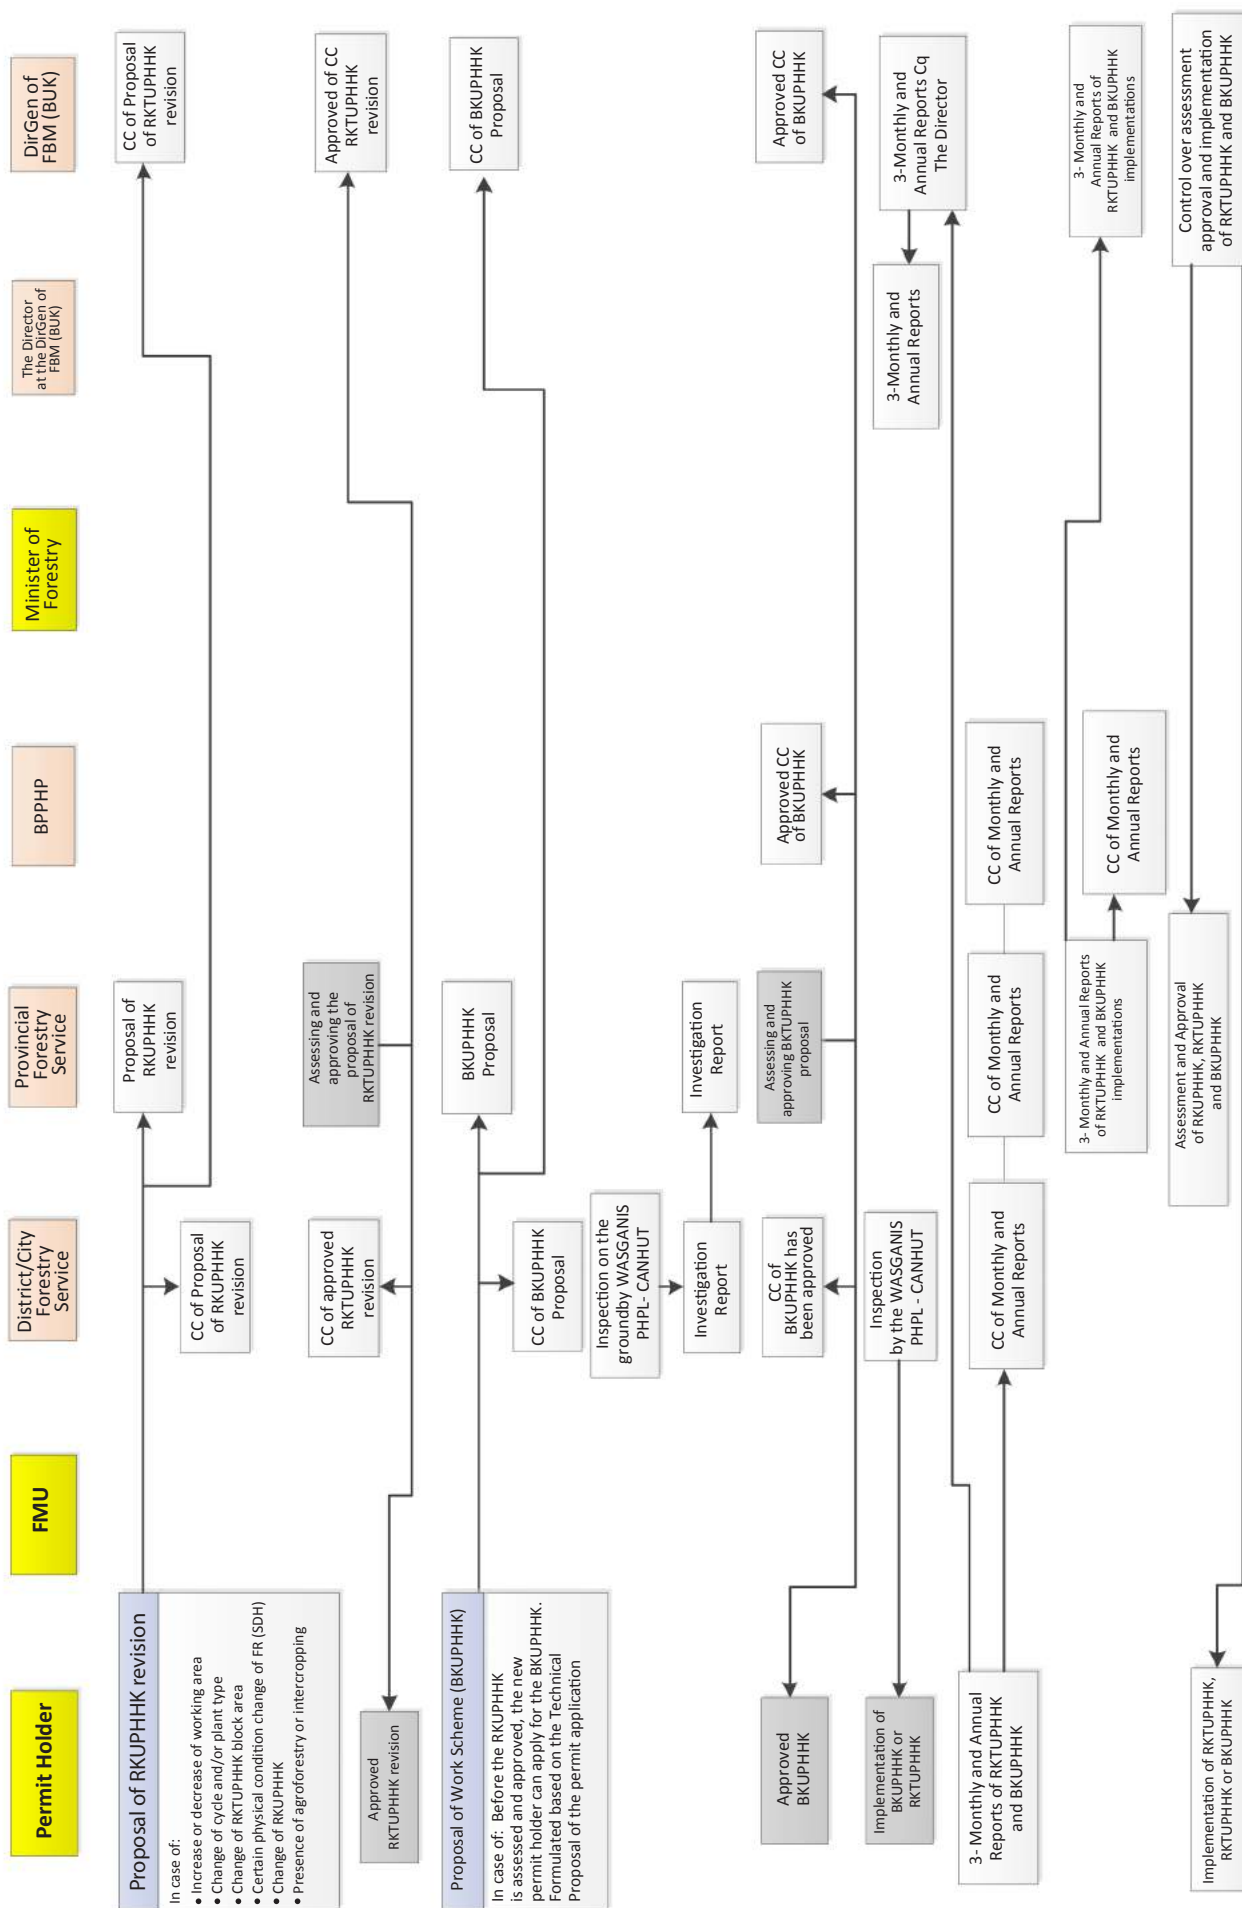 Permit Holder
FMU
District/City
Forestry
Service
Provincial
Forestry
Service
BPPHP
Minister of
Forestry
The Director
at the DirGen of
FBM (BUK)
DirGen of
FBM (BUK)
Proposal of RKUPHHK revision
In case of:
• Increase or decrease of working area
• Change of cycle and/or plant type
• Change of RKTUPHHK block area
• Certain physical condition change of FR (SDH)
• Change of RKUPHHK
• Presence of agroforestry or intercropping
CC of Proposal
of RKUPHHK
revision
Proposal of
RKUPHHK
revision
CC of Proposal
of RKTUPHHK
revision
Approved
RKTUPHHK revision
CC of approved
RKTUPHHK
revision
Assessing and
approving the
proposal of
RKTUPHHK revision
Approved of CC
RKTUPHHK
revision
Proposal of Work Scheme (BKUPHHK)
In case of: Before the RKUPHHK
is assessed and approved, the new
permit holder can apply for the BKUPHHK.
Formulated based on the Technical
Proposal of the permit application
CC of BKUPHHK
Proposal
BKUPHHK
Proposal
CC of BKUPHHK
Proposal
Inspection on the
groundby WASGANIS
PHPL- CANHUT
Investigation
Report
Investigation
Report
Approved
BKUPHHK
CC of
BKUPHHK has
been approved
Assessing and
approving BKTUPHHK
proposal
Approved CC
of BKUPHHK
Approved CC
of BKUPHHK
Implementation of
BKUPHHK or
RKTUPHHK
Inspection
by the WASGANIS
PHPL - CANHUT
3-Monthly and
Annual Reports
3-Monthly and
Annual Reports Cq
The Director
3- Monthly and Annual
Reports of RKTUPHHK
and BKUPHHK
CC of Monthly and
Annual Reports
CC of Monthly and
Annual Reports
CC of Monthly and
Annual Reports
3- Monthly and Annual Reports
of RKTUPHHK and BKUPHHK
implementations
CC of Monthly and
Annual Reports
3- Monthly and
Annual Reports of
RKTUPHHK and BKUPHHK
implementations
Implementation of RKTUPHHK,
RKTUPHHK or BKUPHHK
Assessment and Approval
of RKUPHHK, RKTUPHHK
and BKUPHHK
Control over assessment
approval and implementation
of RKTUPHHK and BKUPHHK